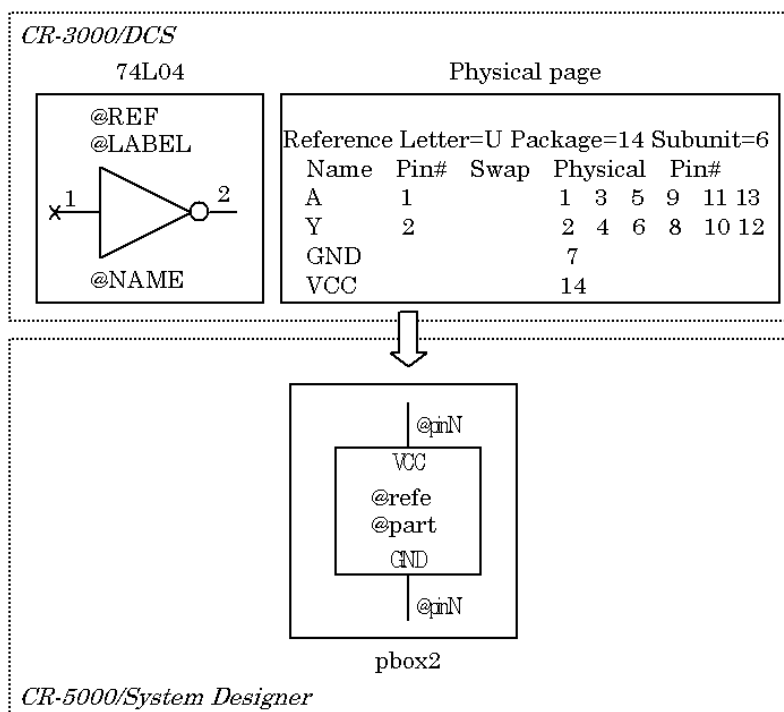 CR-3000/DCS
74L04
Physical page
@REF
@LABEL
1
2
@NAME
Reference Letter=U Package=14 Subunit=6
Name Pin# Swap Physical Pin#
A 1 1 3 5 9 11 13
Y 2 2 4 6 8 10 12
GND 7
VCC 14
@pinN
VCC
@refe
@part
GND
@pinN
pbox2
CR-5000/System Designer